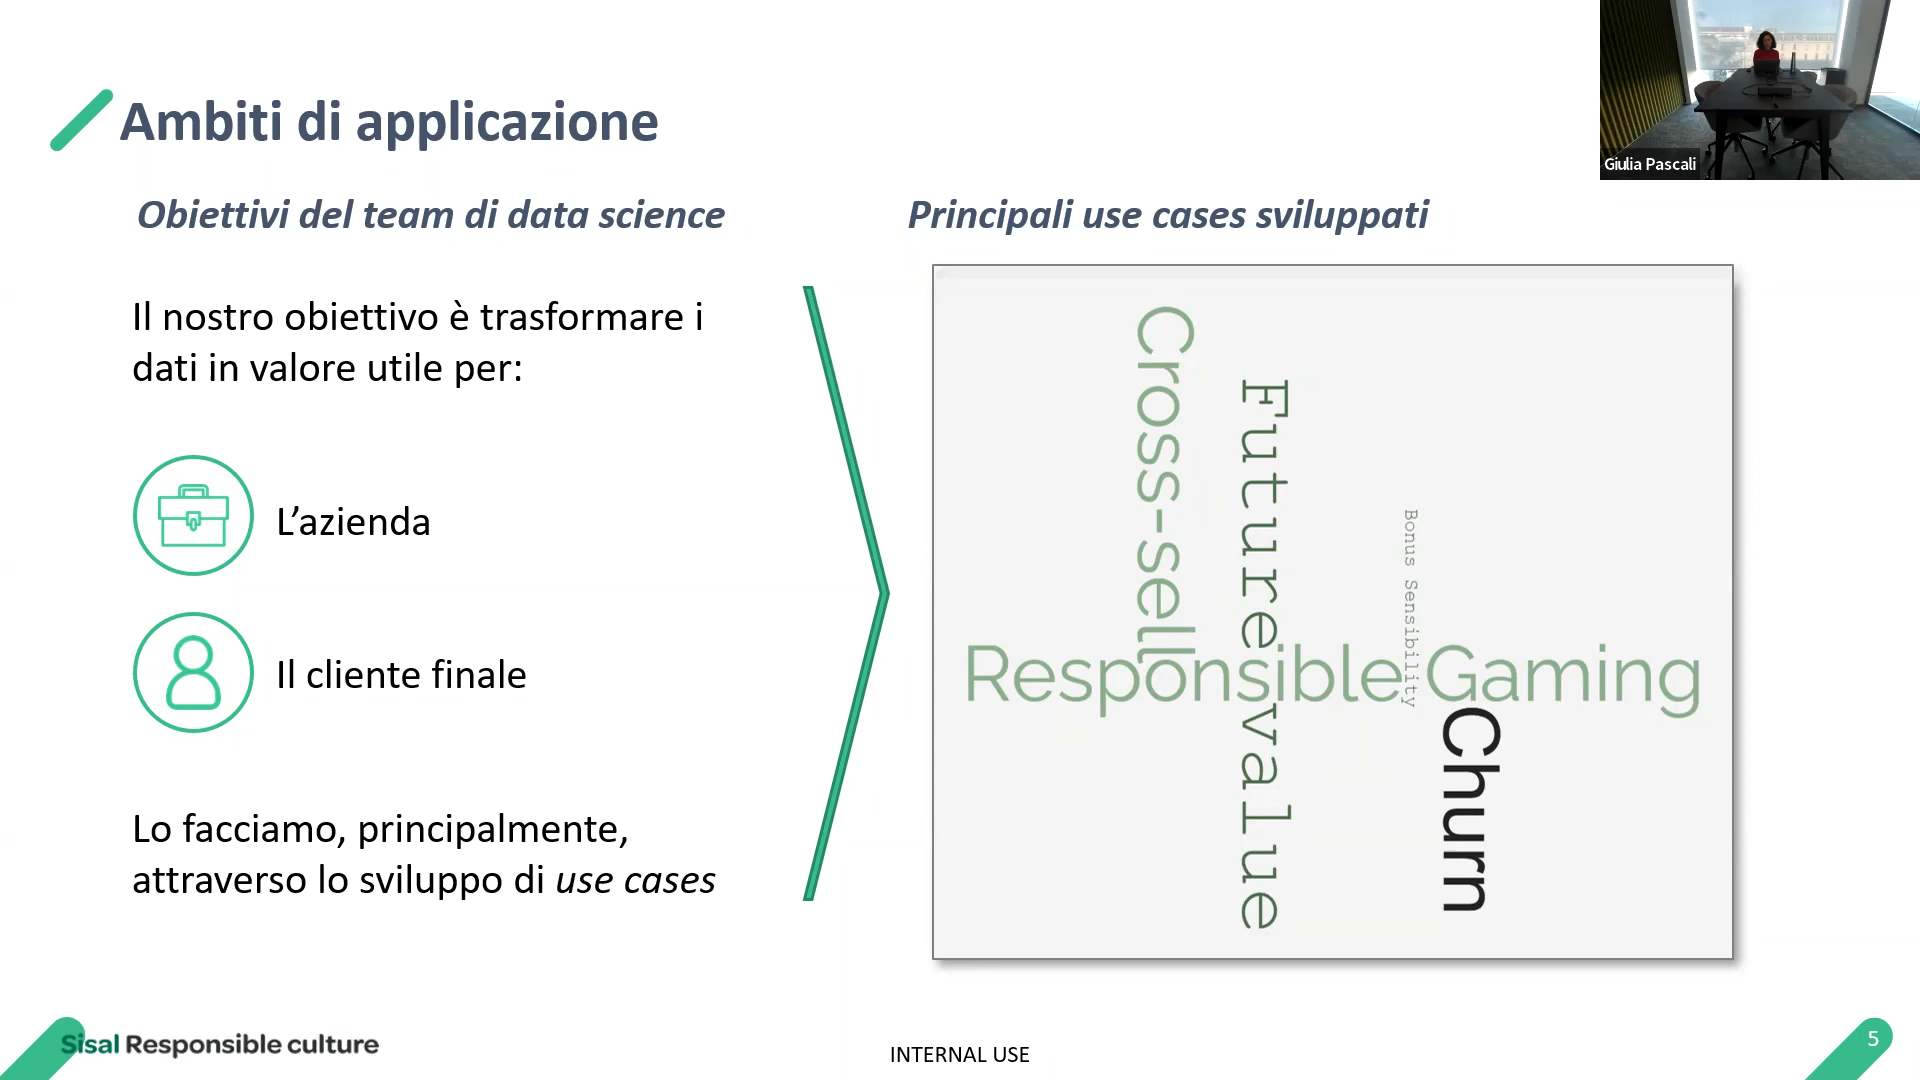 Ambiti di applicazione
Giulia Pascali
Obiettivi del team di data science
Principali use cases sviluppati
Il nostro obiettivo è trasformare i
dati in valore utile per:
L’azienda
Il cliente finale
Lo facciamo, principalmente,
attraverso lo sviluppo di use cases
Cross-sell
Future value
Bonus Sensibility
Responsible Gaming
Churn
Sisal Responsible culture
INTERNAL USE
5